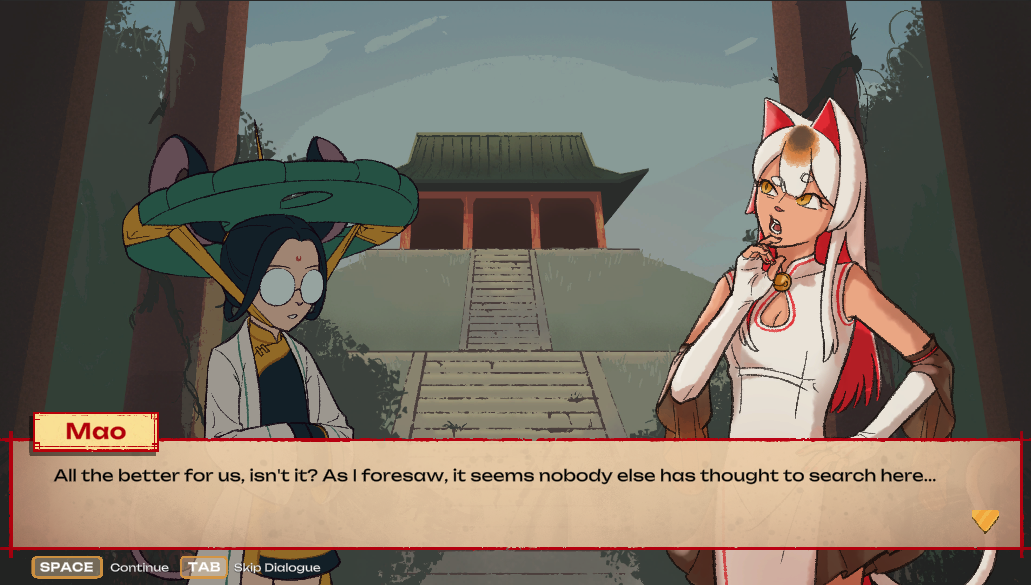 Mao
All the better for us, isn't it? As I foresaw, it seems nobody else has thought to search here...
SPACE Continue TAB Skip Dialogue